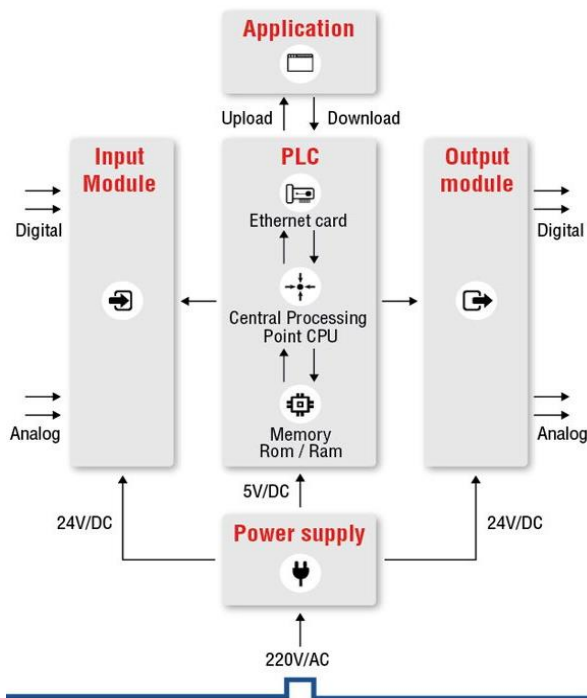 Application
Upload
Download
Input
Module
PLC
Output
module
Ethernet card
Digital
Digital
Central Processing
Point CPU
Analog
Analog
Memory
Rom / Ram
5V/DC
24V/DC
24V/DC
Power supply
220V/AC